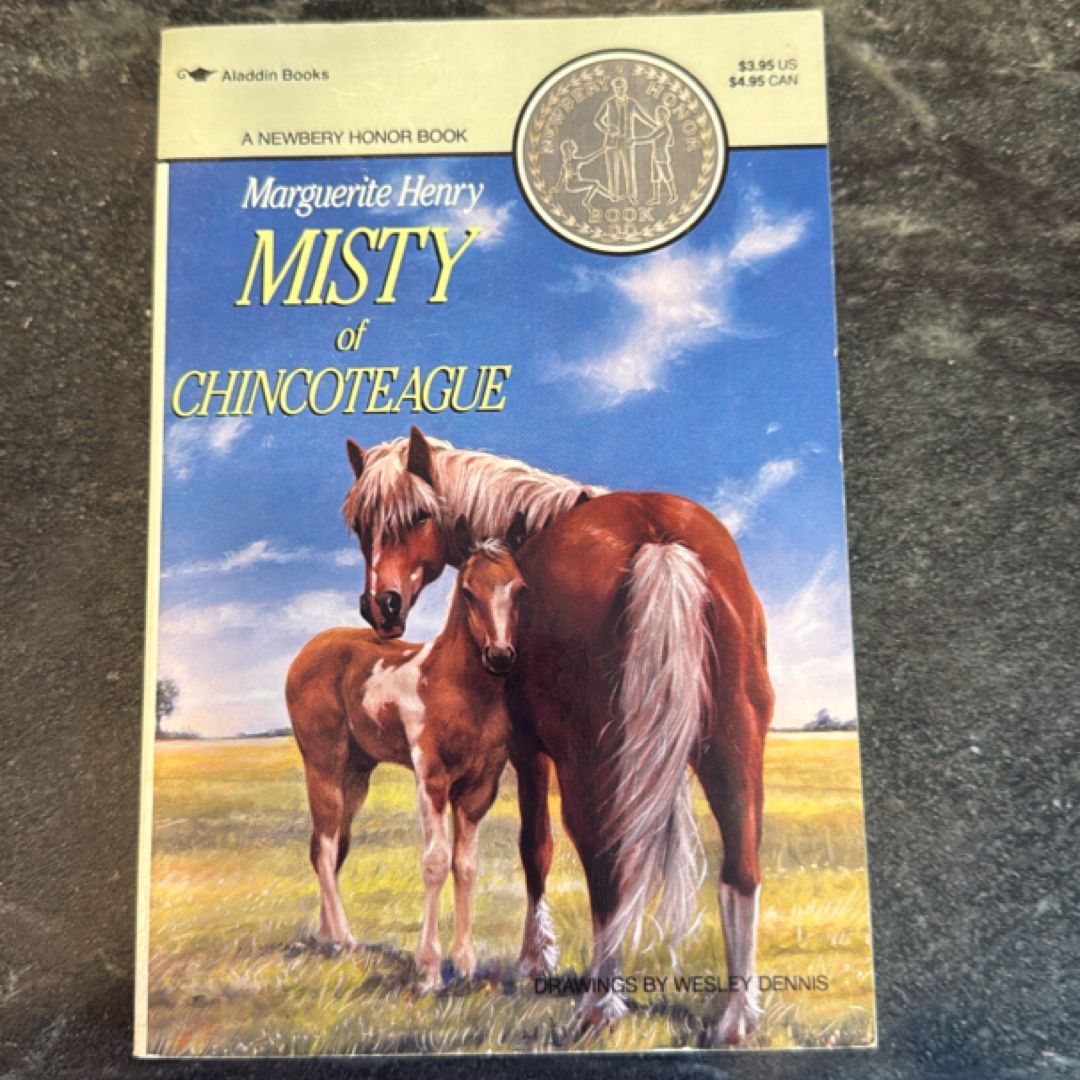 Aladdin Books
$3.95 US
$4.95 CAN
A NEWBERY HONOR BOOK
NEWBERY HONOR
BOOK
Marguerite Henry
MISTY
of
CHINCOTEAGUE
DRAWINGS BY WESLEY DENNIS